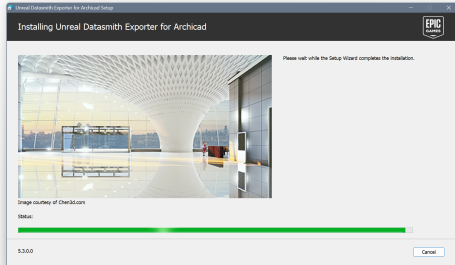 Unreal Datasmith Exporter for Archicad Setup
Installing Unreal Datasmith Exporter for Archicad
EPIC
GAMES
Please wait while the Setup Wizard completes the installation.
Image courtesy of Chen3d.com
Status:
5.3.0.0
Cancel